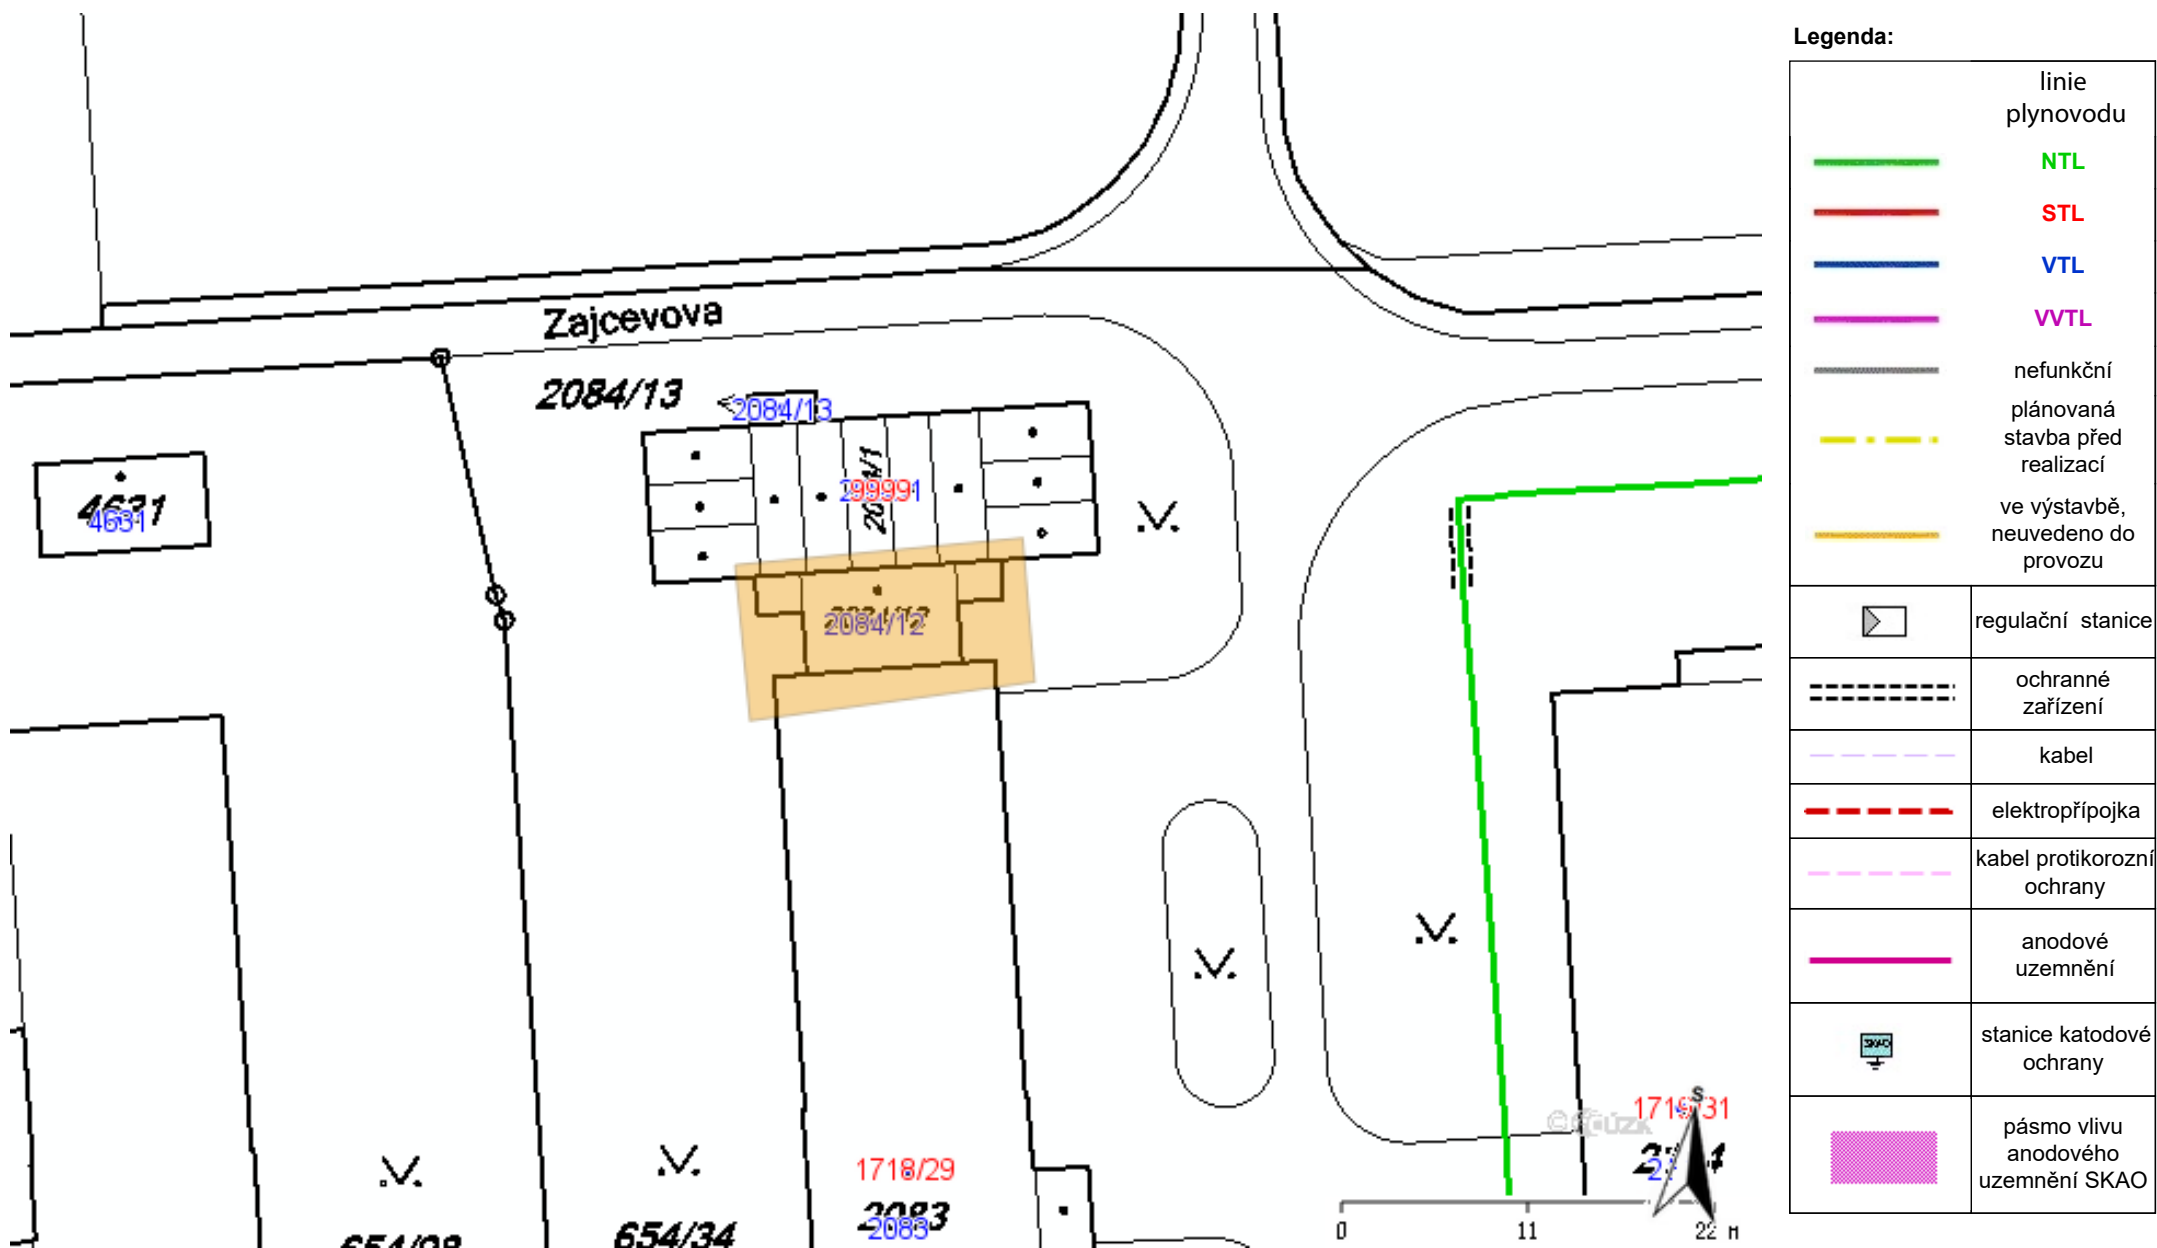 Zajcevova
2084/13
2084/13
4631
4631
2084/12
1718/29
2083
2083
654/34
1719/31
0 11 22 M
S
Legenda:
linie
plynovodu
NTL
STL
VTL
VVTL
nefunkční
plánovaná
stavba před
realizací
ve výstavbě,
neuvedeno do
provozu
regulační stanice
ochranné
zařízení
kabel
elektropřípojka
kabel protikorozní
ochrany
anodové
uzemnění
SKAO
stanice katodové
ochrany
pásmo vlivu
anodového
uzemnění SKAO